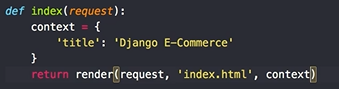 def index(request):
    context = {
        'title': 'Django E-Commerce'
    }
    return render(request, 'index.html', context)